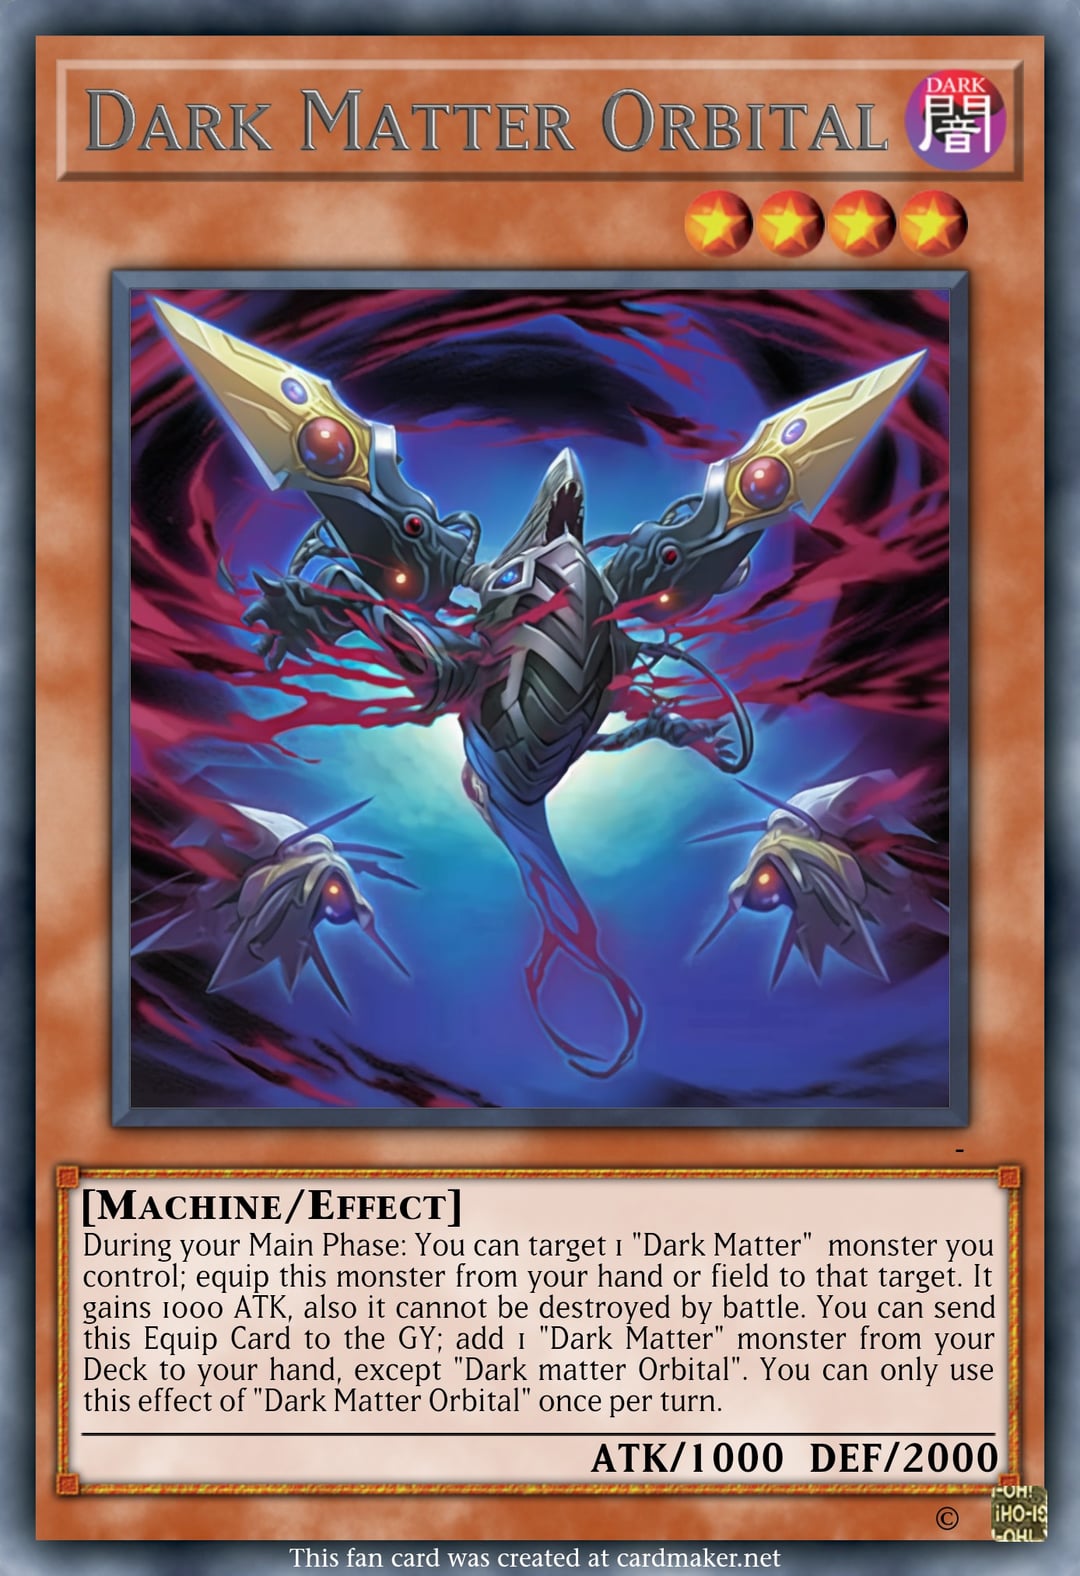 Dark Matter Orbital
DARK
闇
-
[Machine/Effect]
During your Main Phase: You can target 1 "Dark Matter" monster you
control; equip this monster from your hand or field to that target. It
gains 1000 ATK, also it cannot be destroyed by battle. You can send
this Equip Card to the GY; add 1 "Dark Matter" monster from your
Deck to your hand, except "Dark matter Orbital". You can only use
this effect of "Dark Matter Orbital" once per turn.
ATK/1000 DEF/2000
©
This fan card was created at cardmaker.net